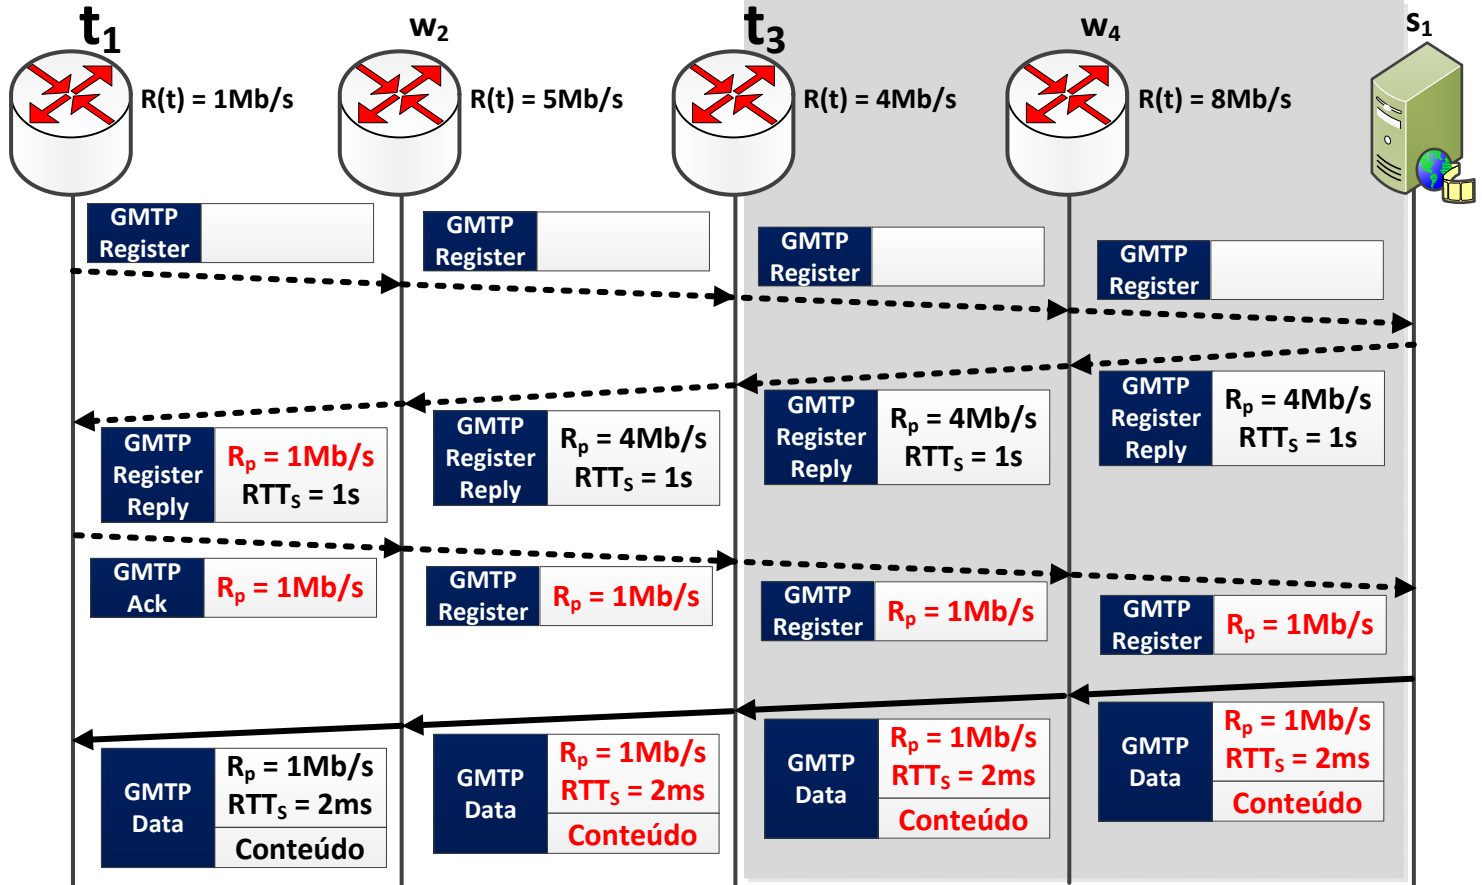 t₁
w₂
t₃
w₄
s₁
R(t) = 1Mb/s
R(t) = 5Mb/s
R(t) = 4Mb/s
R(t) = 8Mb/s
GMTP
Register
GMTP
Register
GMTP
Register
GMTP
Register
GMTP
Register
Reply
Rₚ = 1Mb/s
RTTₛ = 1s
GMTP
Register
Reply
Rₚ = 4Mb/s
RTTₛ = 1s
GMTP
Register
Reply
Rₚ = 4Mb/s
RTTₛ = 1s
GMTP
Register
Reply
Rₚ = 4Mb/s
RTTₛ = 1s
GMTP
Ack
Rₚ = 1Mb/s
GMTP
Register
Rₚ = 1Mb/s
GMTP
Register
Rₚ = 1Mb/s
GMTP
Register
Rₚ = 1Mb/s
GMTP
Data
Rₚ = 1Mb/s
RTTₛ = 2ms
Conteúdo
GMTP
Data
Rₚ = 1Mb/s
RTTₛ = 2ms
Conteúdo
GMTP
Data
Rₚ = 1Mb/s
RTTₛ = 2ms
Conteúdo
GMTP
Data
Rₚ = 1Mb/s
RTTₛ = 2ms
Conteúdo